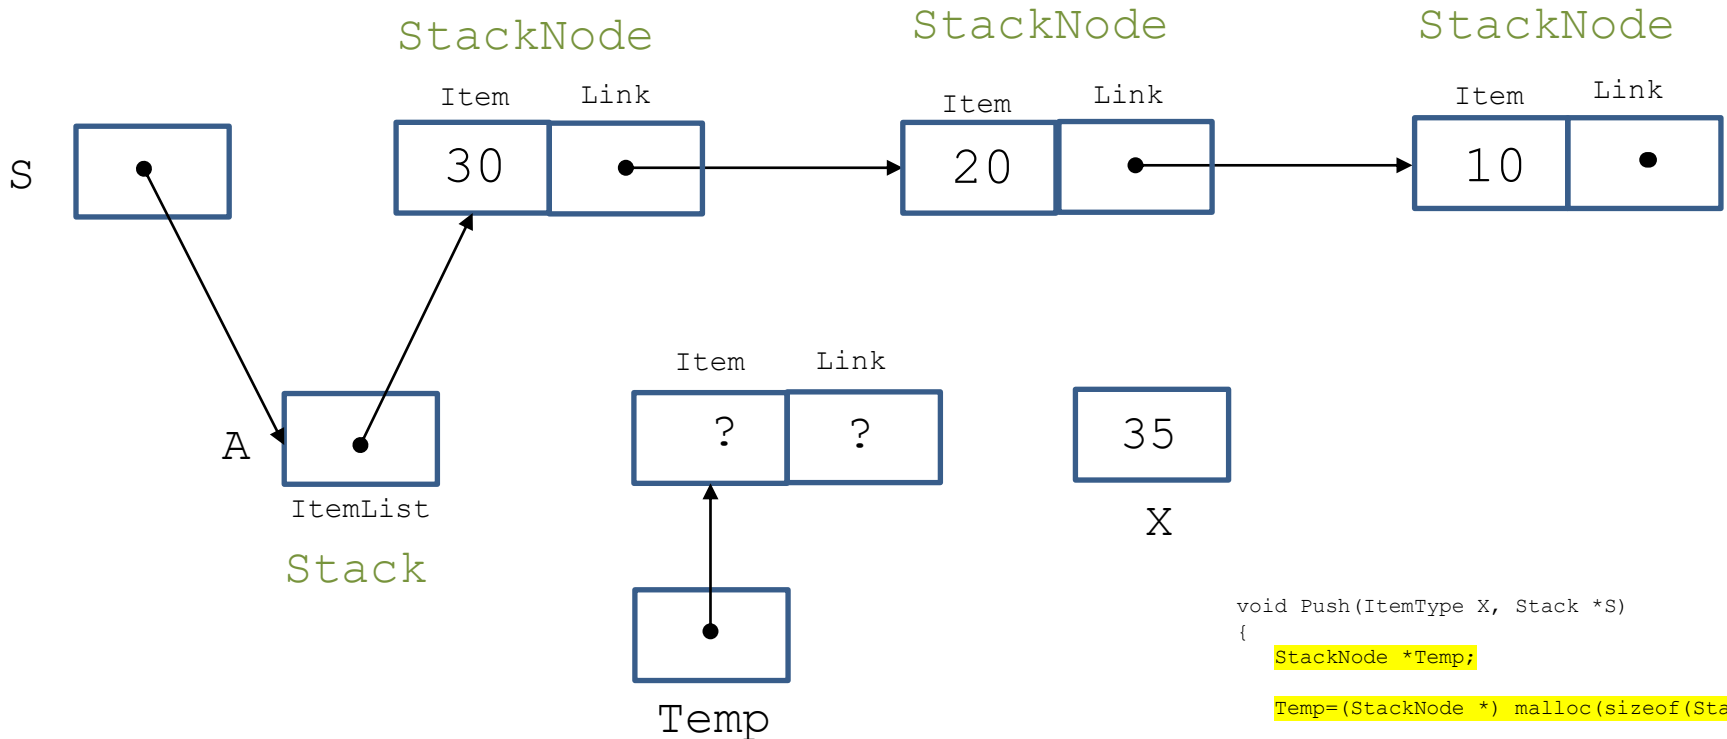 StackNode StackNode StackNode
Item Link Item Link Item Link
S 30 20 10
Item Link
A ? ? 35
ItemList X
Stack
void Push(ItemType X, Stack *S)
{
StackNode *Temp;
Temp=(StackNode *) malloc(sizeof(Sta
Temp